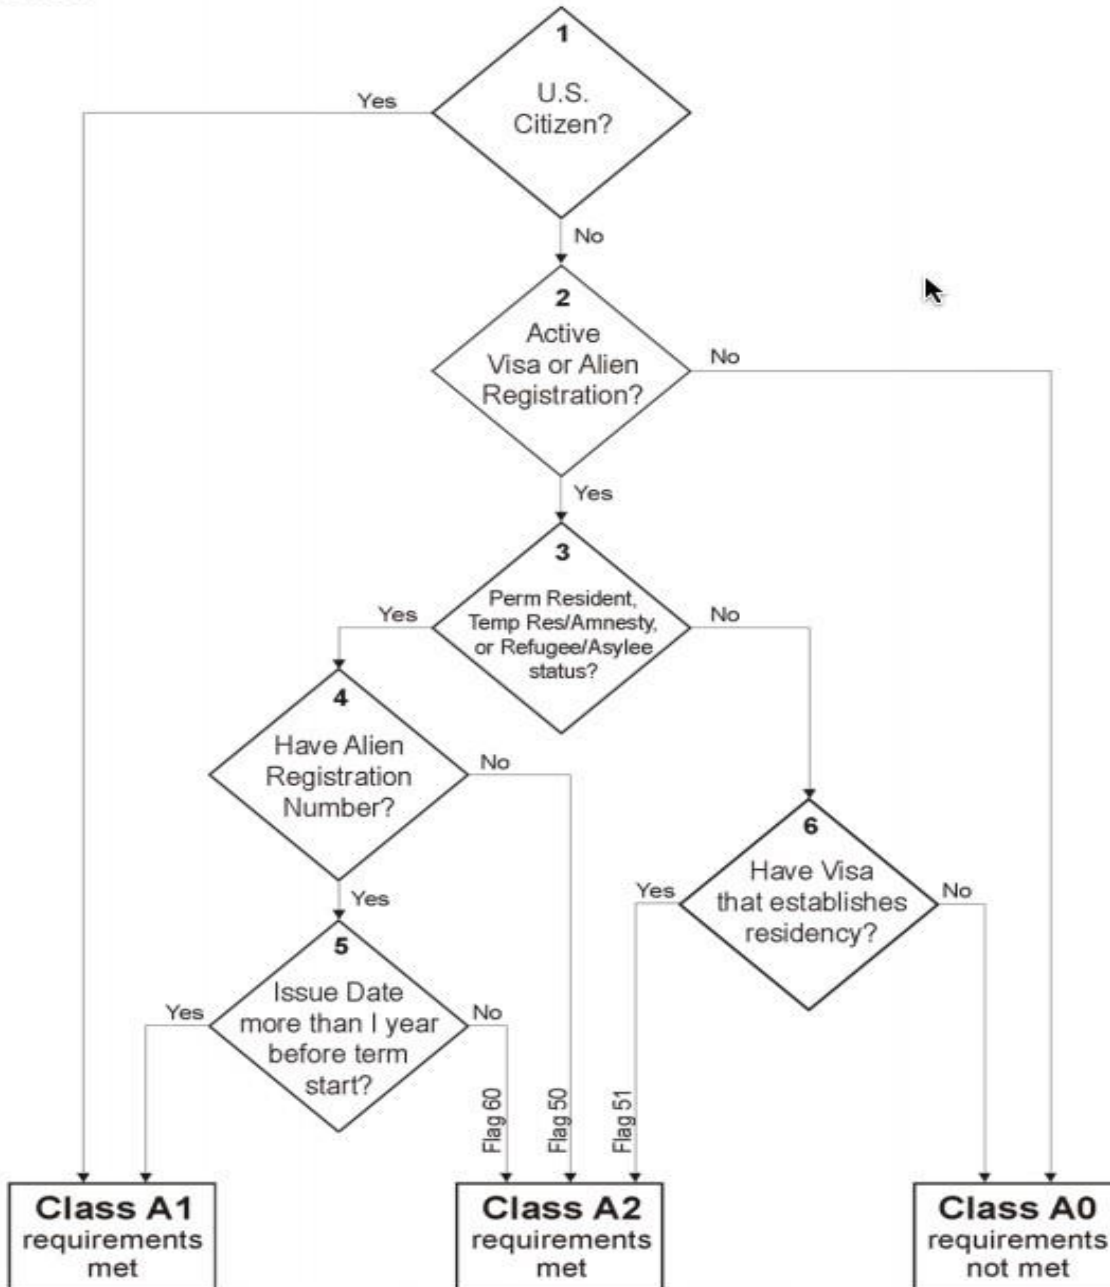 1
U.S.
Citizen?
Yes
No
2
Active
Visa or Alien
Registration?
No
Yes
3
Perm Resident,
Temp Res/Amnesty,
or Refugee/Asylee
status?
Yes
No
4
Have Alien
Registration
Number?
No
Yes
6
Have Visa
that establishes
residency?
Yes
No
5
Issue Date
more than I year
before term
start?
Yes
No
Flag 60
Flag 50
Flag 51
Class A1
requirements
met
Class A2
requirements
met
Class A0
requirements
not met